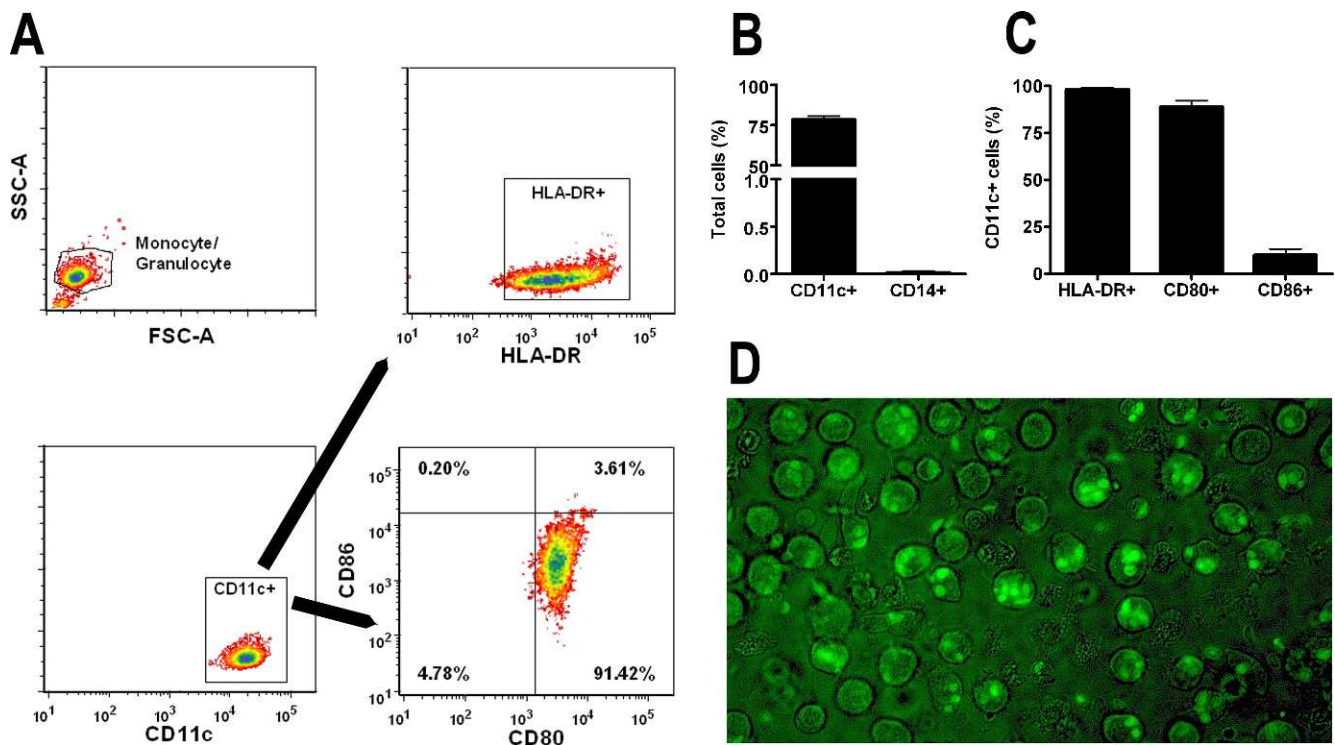 A
SSC-A
Monocyte/
Granulocyte
FSC-A
HLA-DR+
10¹ 10² 10³ 10⁴ 10⁵
HLA-DR
CD11c+
10¹ 10² 10³ 10⁴ 10⁵
CD11c
CD86
10⁵
10⁴
10³
10²
10¹
0.20% 3.61%
4.78% 91.42%
10¹ 10² 10³ 10⁴ 10⁵
CD80
B
Total cells (%)
100
75
50
1.0
0.5
0.0
CD11c+ CD14+
C
CD11c+ cells (%)
100
75
50
25
0
HLA-DR+ CD80+ CD86+
D